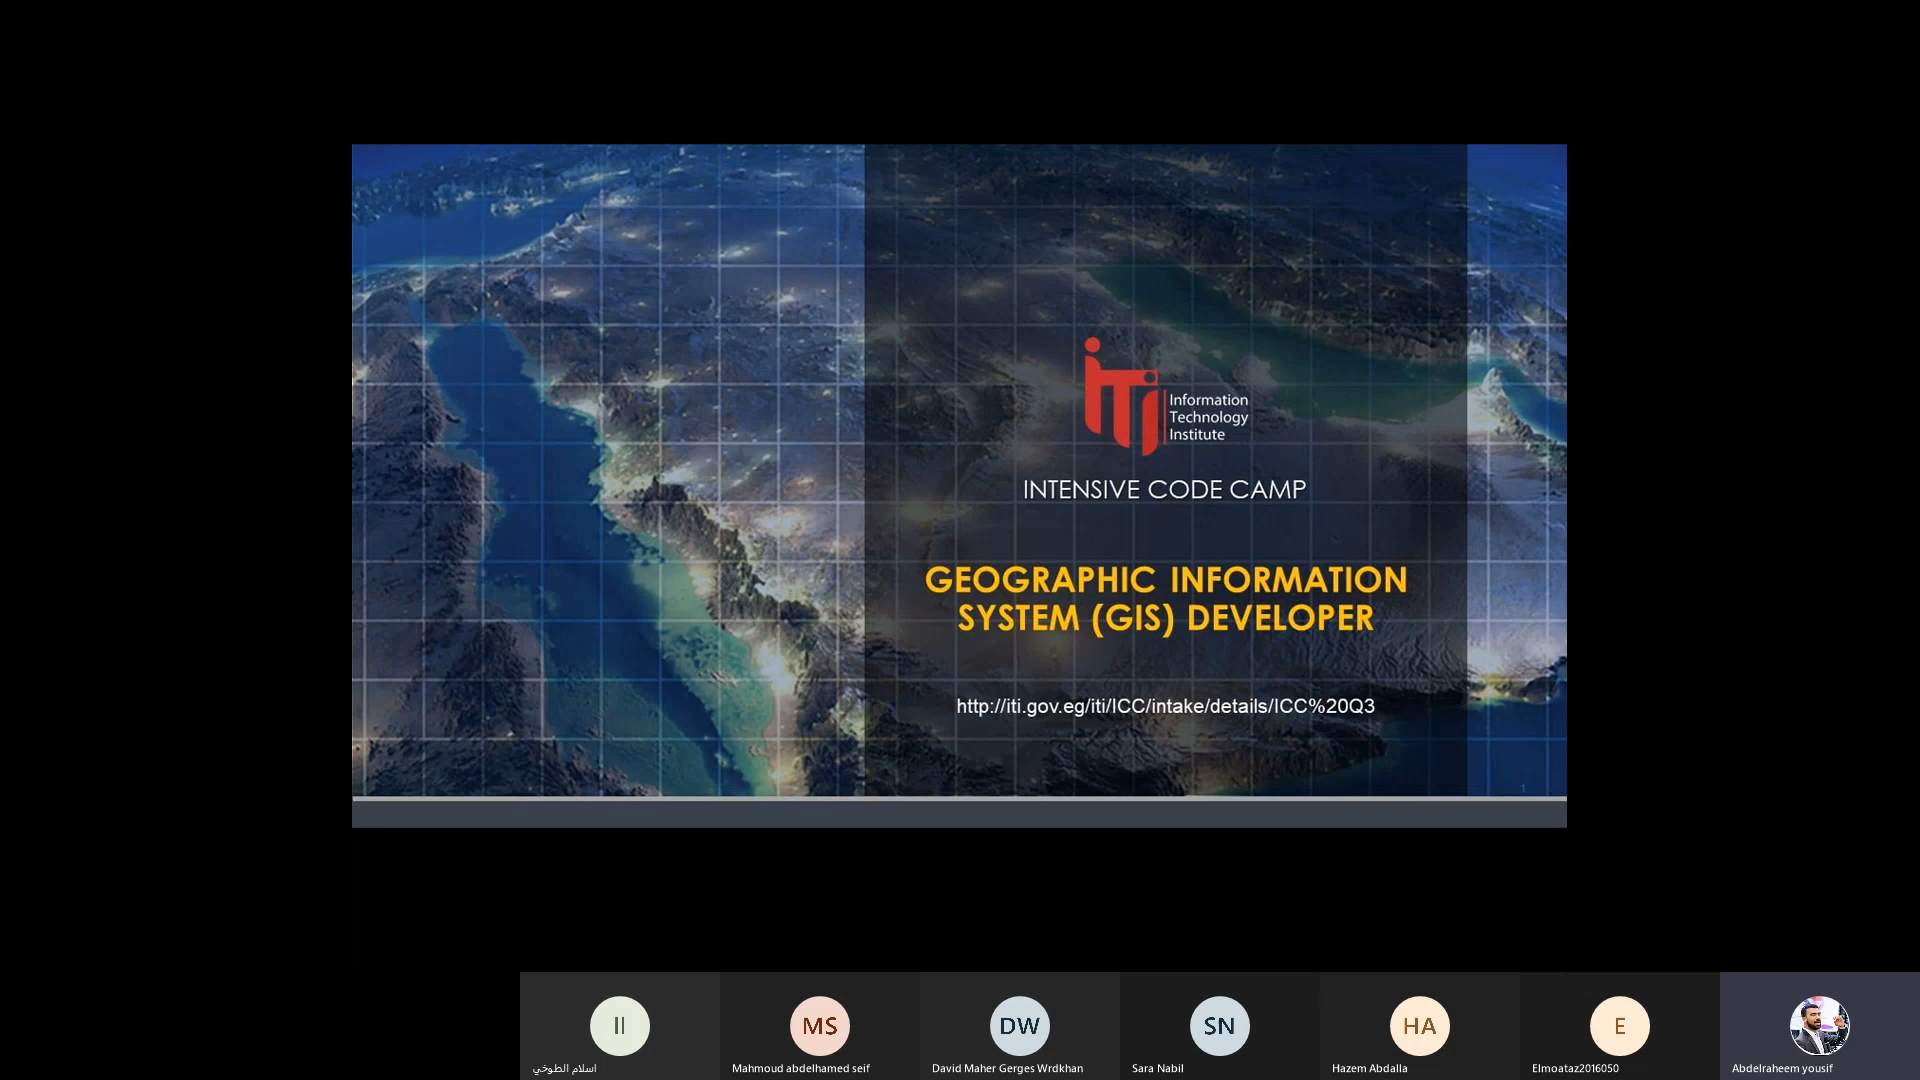 Information
Technology
Institute
INTENSIVE CODE CAMP
GEOGRAPHIC INFORMATION
SYSTEM (GIS) DEVELOPER
http://iti.gov.eg/iti/ICC/intake/details/ICC%20Q3
1
اا
اسلام الطوخي
MS
Mahmoud abdelhamed seif
DW
David Maher Gerges Wrdkhan
SN
Sara Nabil
HA
Hazem Abdalla
E
Elmoataz2016050
Abdelraheem yousif